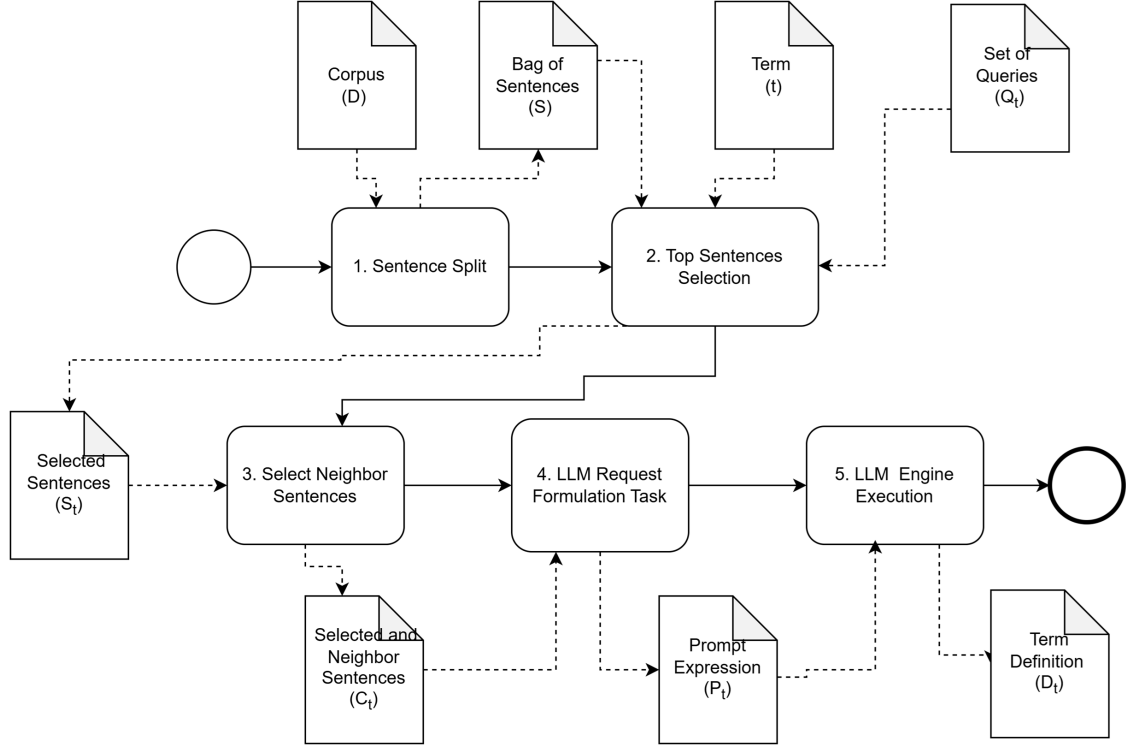 Corpus
(D)
Bag of
Sentences
(S)
Term
(t)
Set of
Queries
(Qt)
1. Sentence Split
2. Top Sentences
Selection
Selected
Sentences
(St)
3. Select Neighbor
Sentences
4. LLM Request
Formulation Task
5. LLM Engine
Execution
Selected and
Neighbor
Sentences
(Ct)
Prompt
Expression
(Pt)
Term
Definition
(Dt)